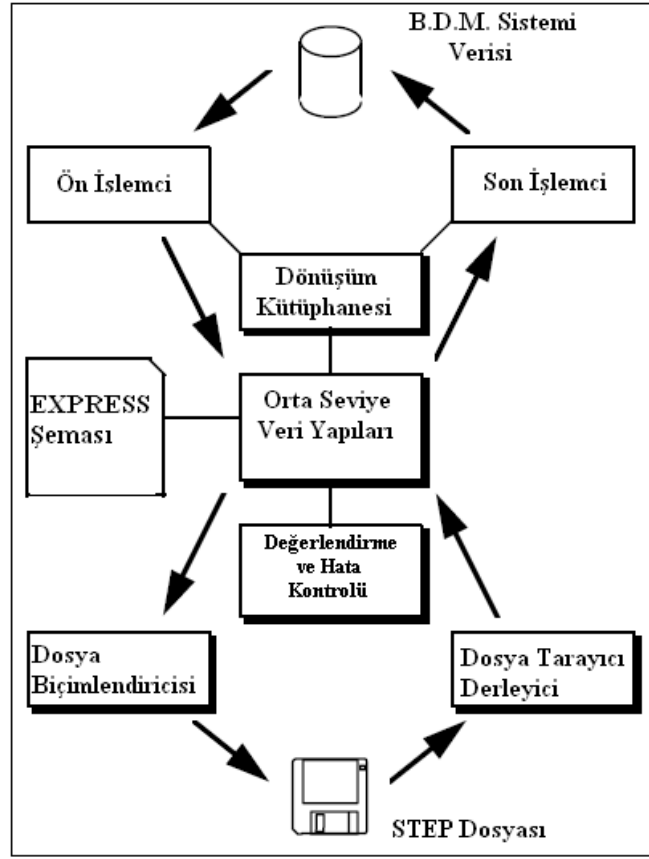 B.D.M. Sistemi
Verisi
Ön İslemci
Son İşlemci
Dönüşüm
Kütüphanesi
EXPRESS
Şeması
Orta Seviye
Veri Yapıları
Değerlendirme
ve Hata
Kontrolü
Dosya
Biçimlendiricisi
Dosya Tarayıcı
Derleyici
STEP Dosyası